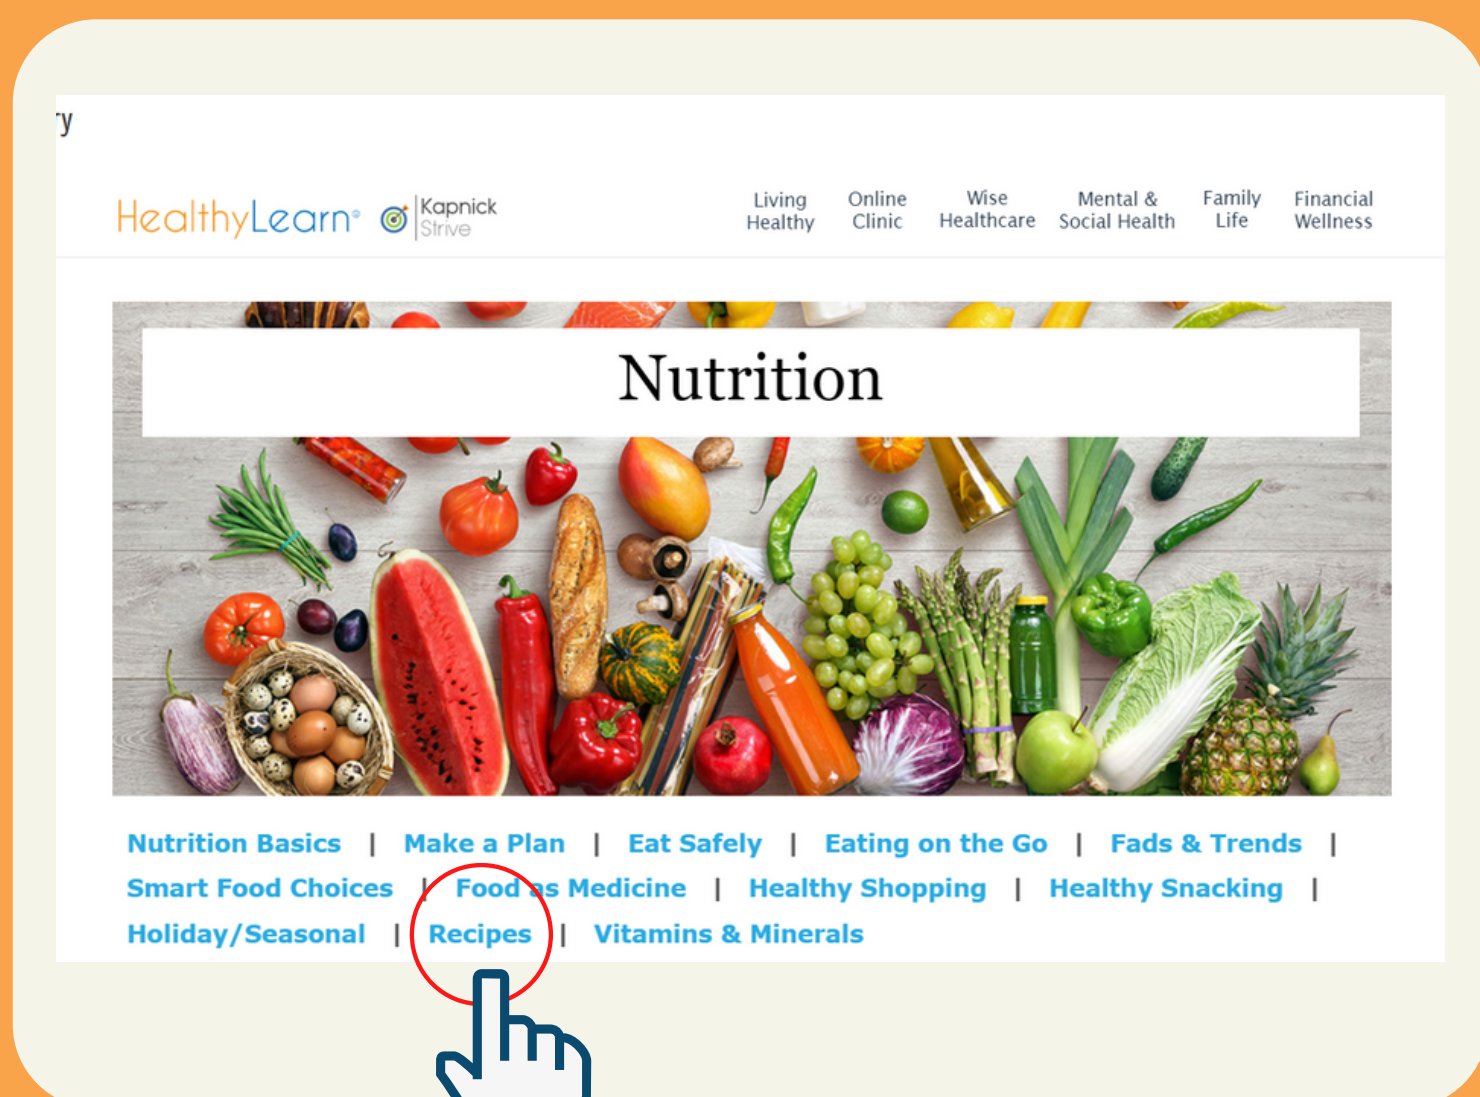 ry
HealthyLearn®
Kapnick
Strive
Living Healthy
Online Clinic
Wise Healthcare
Mental & Social Health
Family Life
Financial Wellness
Nutrition
Nutrition Basics | Make a Plan | Eat Safely | Eating on the Go | Fads & Trends |
Smart Food Choices | Food as Medicine | Healthy Shopping | Healthy Snacking |
Holiday/Seasonal | Recipes | Vitamins & Minerals